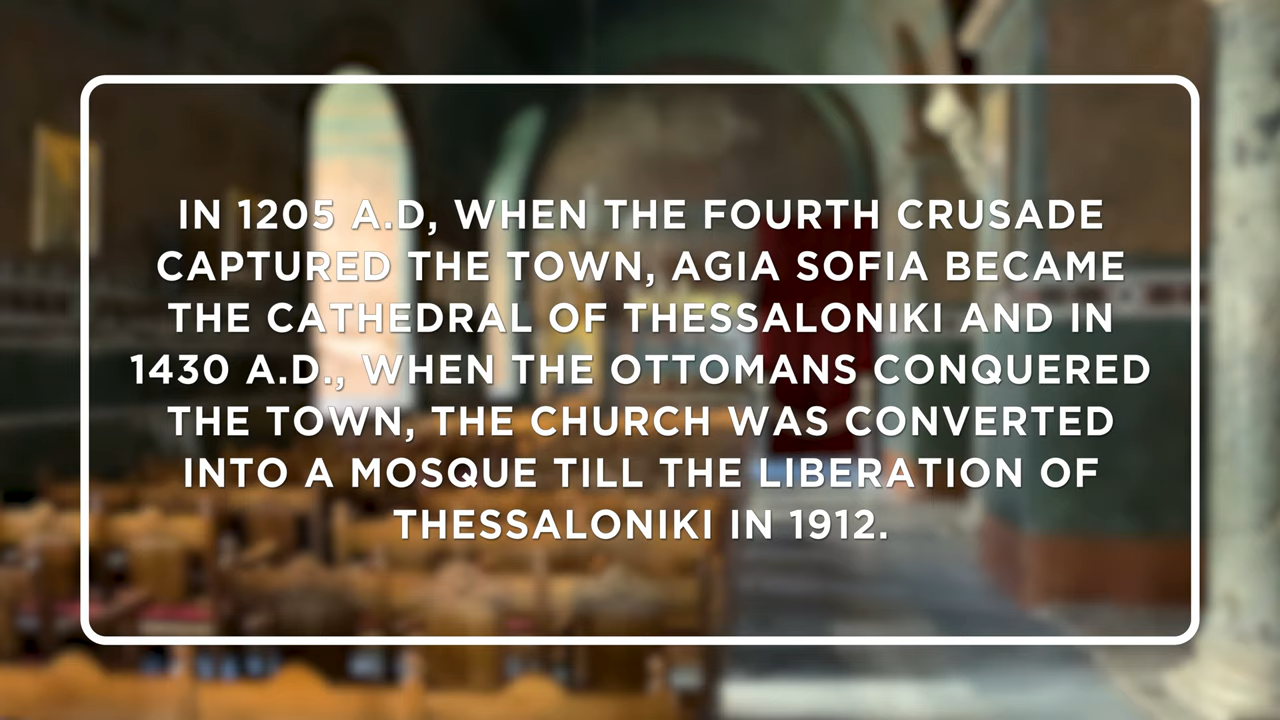 IN 1205 A.D, WHEN THE FOURTH CRUSADE
CAPTURED THE TOWN, AGIA SOFIA BECAME
THE CATHEDRAL OF THESSALONIKI AND IN
1430 A.D., WHEN THE OTTOMANS CONQUERED
THE TOWN, THE CHURCH WAS CONVERTED
INTO A MOSQUE TILL THE LIBERATION OF
THESSALONIKI IN 1912.